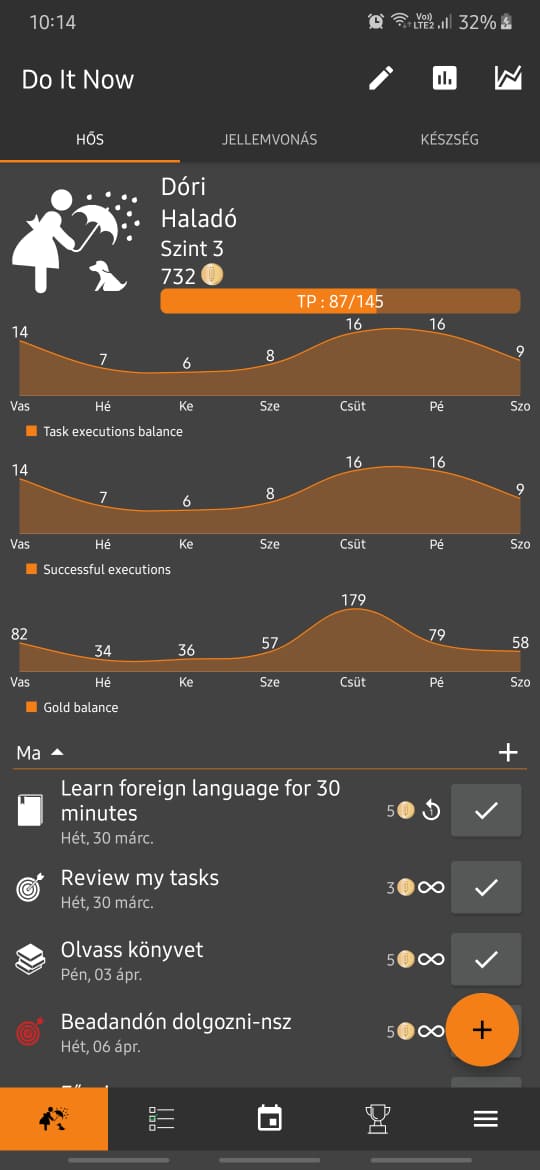 10:14
Vo)) LTE2 32%
Do It Now
HŐS JELLEMVONÁS KÉSZSÉG
Dóri
Haladó
Szint 3
732
TP : 87/145
14 7 6 8 16 16 9
Vas Hé Ke Sze Csüt Pé Szo
Task executions balance
14 7 6 8 16 16 9
Vas Hé Ke Sze Csüt Pé Szo
Successful executions
82 34 36 57 179 79 58
Vas Hé Ke Sze Csüt Pé Szo
Gold balance
Ma
Learn foreign language for 30
minutes
5 1
Hét, 30 márc.
Review my tasks
3
Hét, 30 márc.
Olvass könyvet
5
Pén, 03 ápr.
Beadandón dolgozni-nsz
5
Hét, 06 ápr.